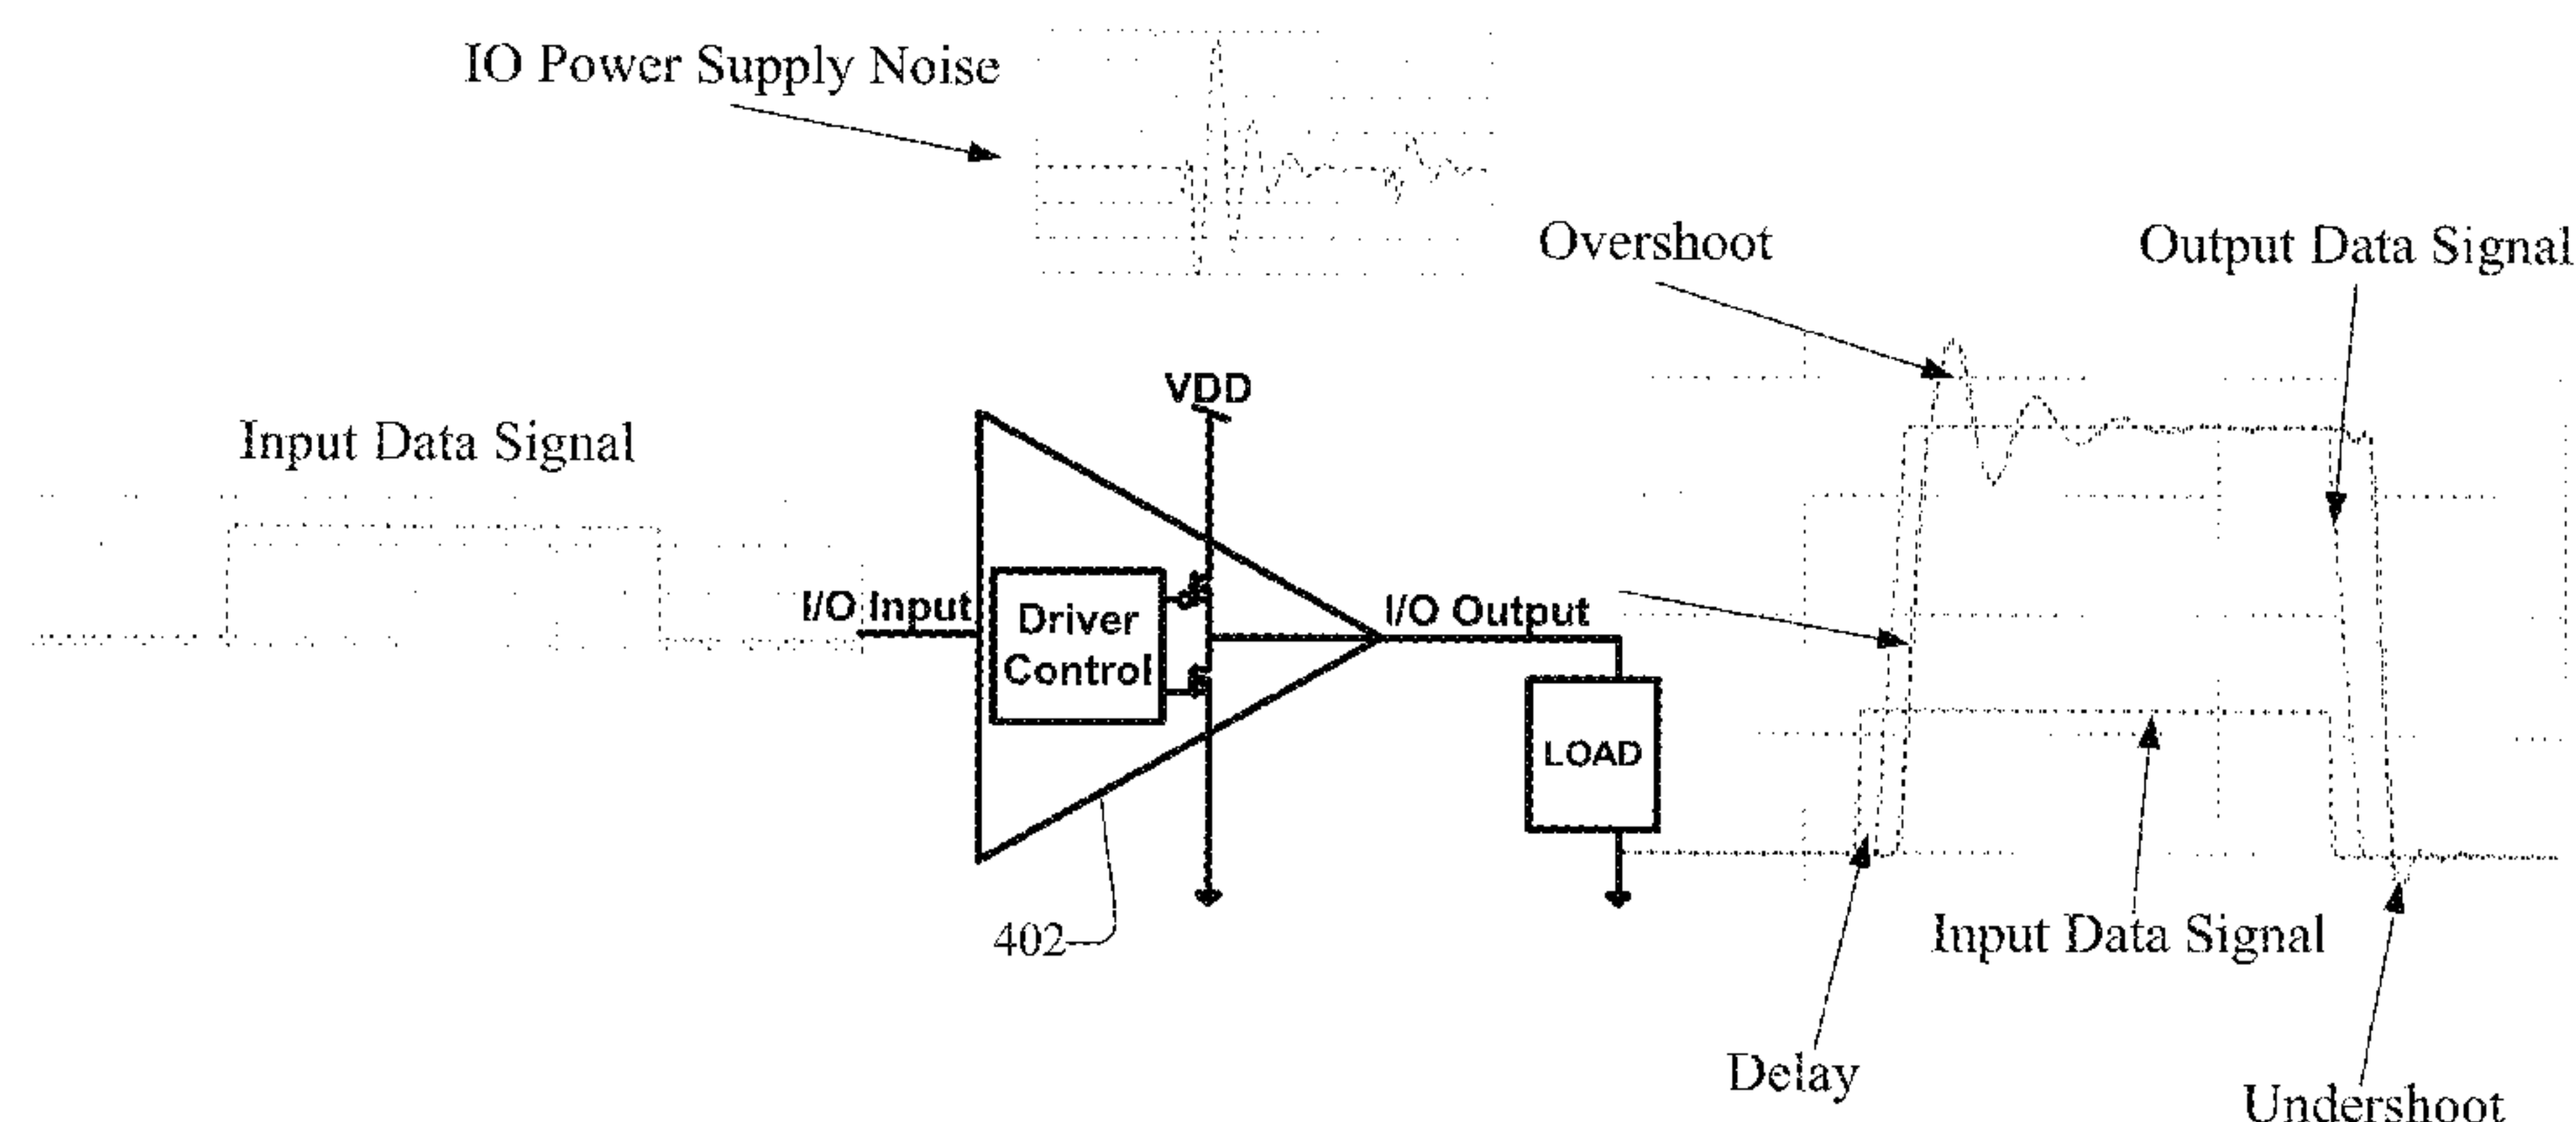 IO Power Supply Noise
Overshoot
Output Data Signal
VDD
Input Data Signal
I/O Input
Driver
Control
I/O Output
LOAD
402
Input Data Signal
Delay
Undershoot